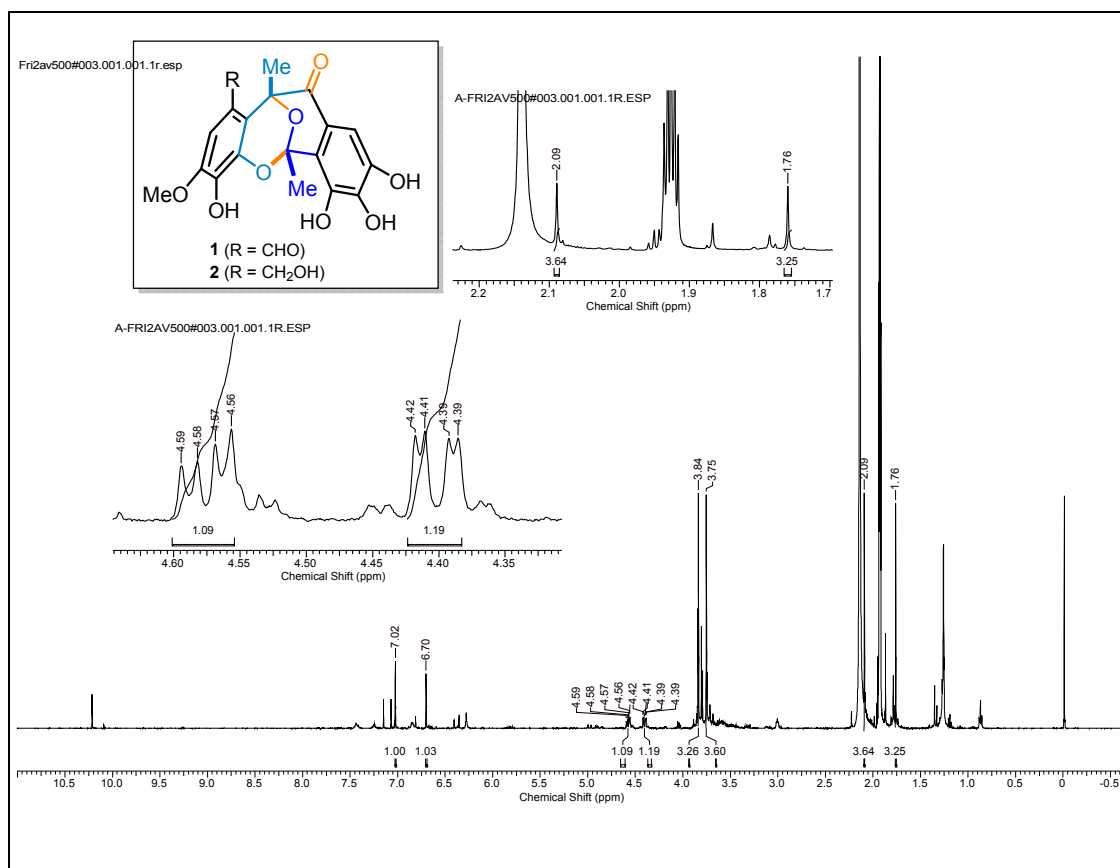 Fri2av500#003.001.001.1r.esp
R
Me
O
O
O
Me
MeO
OH
HO
OH
OH
1 (R = CHO)
2 (R = CH2OH)
A-FRI2AV500#003.001.001.1R.ESP
2.09
1.76
3.64
3.25
2.2 2.1 2.0 1.9 1.8 1.7
Chemical Shift (ppm)
A-FRI2AV500#003.001.001.1R.ESP
4.59 4.58 4.57 4.56 4.42 4.41 4.39 4.39
1.09 1.19
4.60 4.55 4.50 4.45 4.40 4.35
Chemical Shift (ppm)
7.02 6.70 4.59 4.58 4.57 4.56 4.42 4.41 4.39 4.39 3.84 3.75 2.09 1.76
1.00 1.03 1.09 1.19 3.26 3.60 3.64 3.25
10.5 10.0 9.5 9.0 8.5 8.0 7.5 7.0 6.5 6.0 5.5 5.0 4.5 4.0 3.5 3.0 2.5 2.0 1.5 1.0 0.5 0 -0.5
Chemical Shift (ppm)